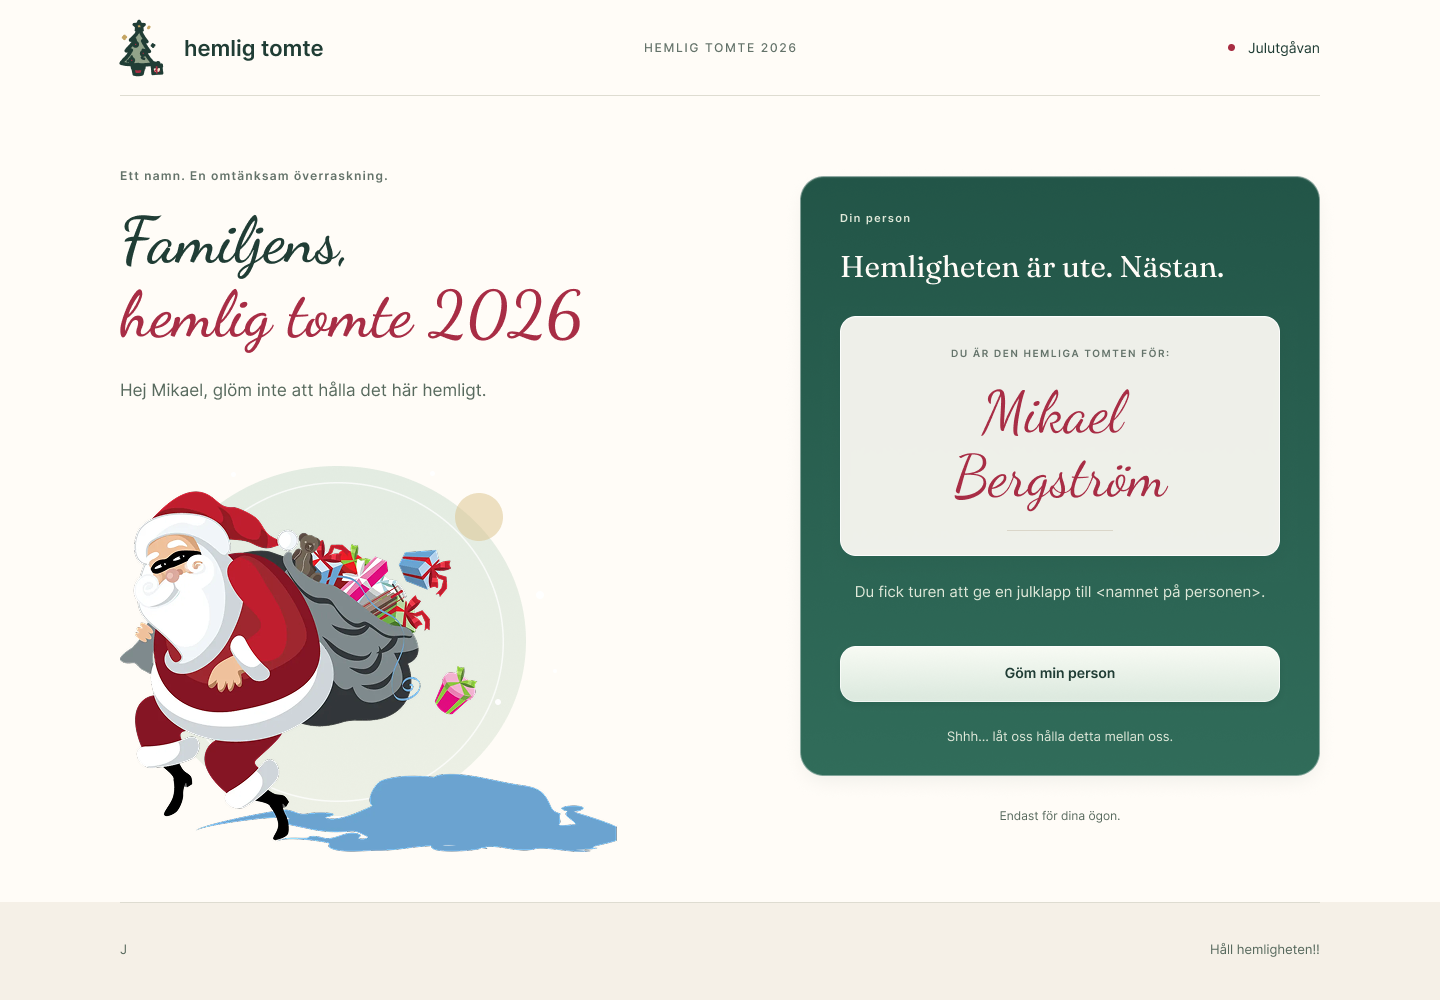 hemlig tomte
HEMLIG TOMTE 2026
Julutgåvan
Ett namn. En omtänksam överraskning.
Familjens,
hemlig tomte 2026
Hej Mikael, glöm inte att hålla det här hemligt.
Din person
Hemligheten är ute. Nästan.
DU ÄR DEN HEMLIGA TOMTEN FÖR:
Mikael
Bergström
Du fick turen att ge en julklapp till <namnet på personen>.
Göm min person
Shhh... låt oss hålla detta mellan oss.
Endast för dina ögon.
J
Håll hemligheten!!